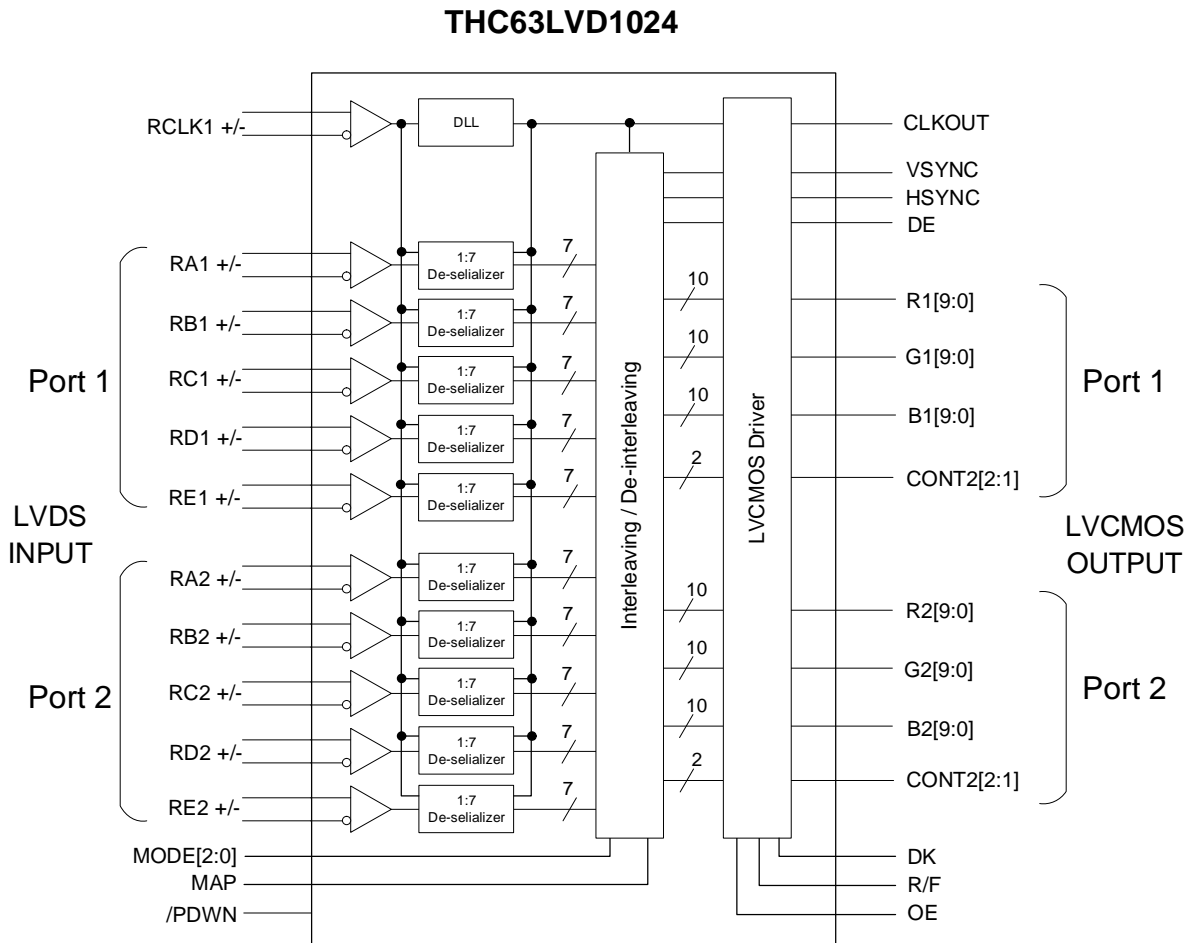 THC63LVD1024
RCLK1 +/-
DLL
CLKOUT
VSYNC
HSYNC
DE
RA1 +/-
1:7
De-selializer
7
10
R1[9:0]
RB1 +/-
1:7
De-selializer
7
10
G1[9:0]
Port 1
RC1 +/-
1:7
De-selializer
7
10
B1[9:0]
Port 1
RD1 +/-
1:7
De-selializer
7
2
CONT2[2:1]
RE1 +/-
1:7
De-selializer
7
LVDS
INPUT
Interleaving / De-interleaving
LVCMOS Driver
LVCMOS
OUTPUT
RA2 +/-
1:7
De-selializer
7
10
R2[9:0]
RB2 +/-
1:7
De-selializer
7
10
G2[9:0]
Port 2
RC2 +/-
1:7
De-selializer
7
10
B2[9:0]
Port 2
RD2 +/-
1:7
De-selializer
7
2
CONT2[2:1]
RE2 +/-
1:7
De-selializer
7
MODE[2:0]
MAP
/PDWN
DK
R/F
OE